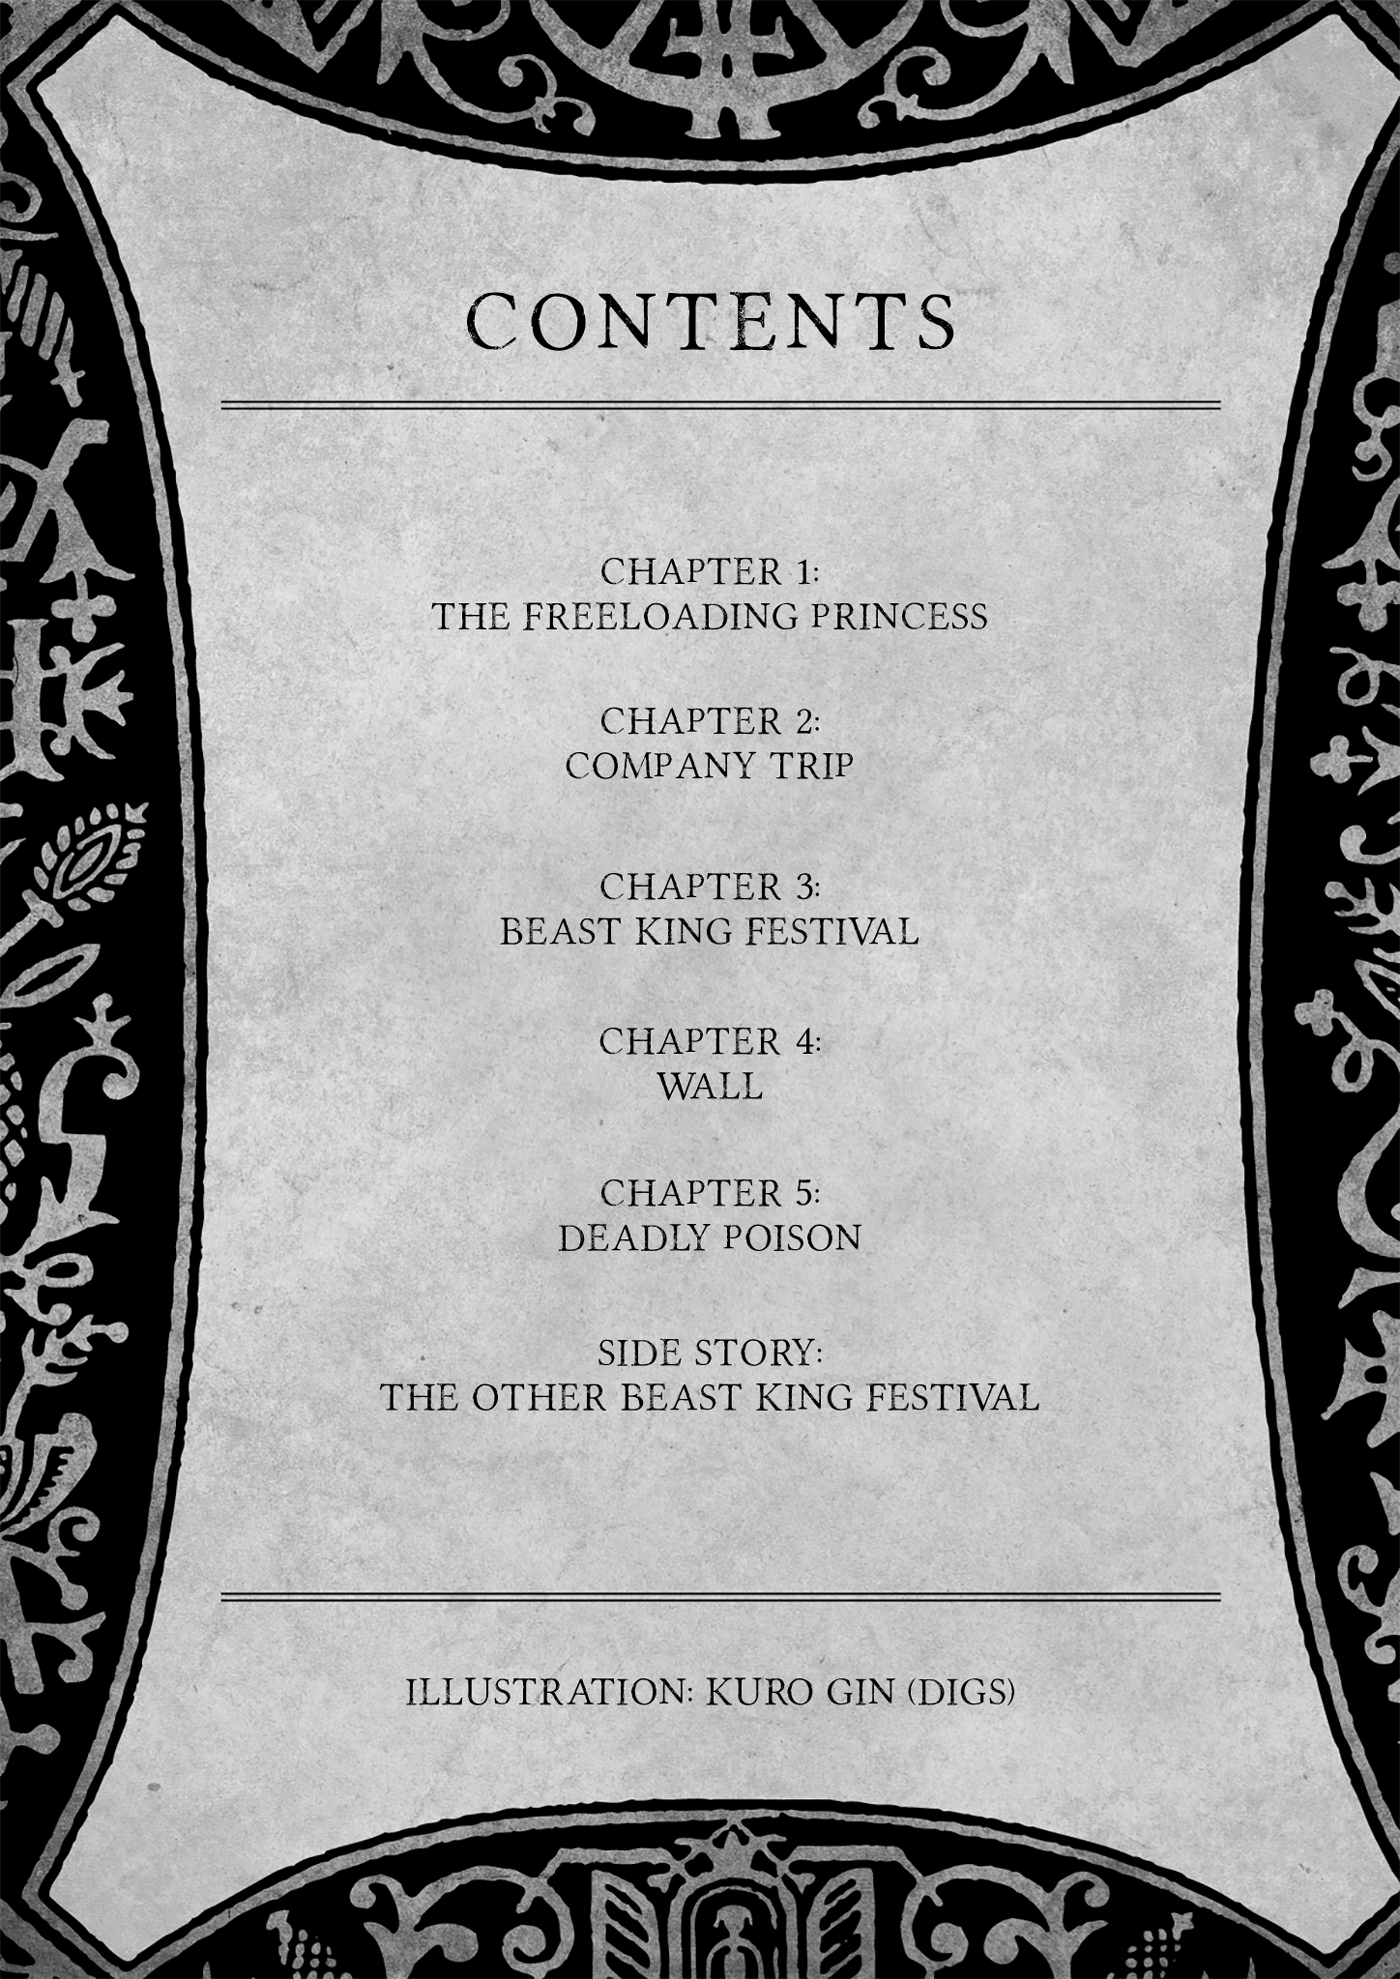 CONTENTS
CHAPTER 1:
THE FREELOADING PRINCESS
CHAPTER 2:
COMPANY TRIP
CHAPTER 3:
BEAST KING FESTIVAL
CHAPTER 4:
WALL
CHAPTER 5:
DEADLY POISON
SIDE STORY:
THE OTHER BEAST KING FESTIVAL
ILLUSTRATION: KURO GIN (DIGS)